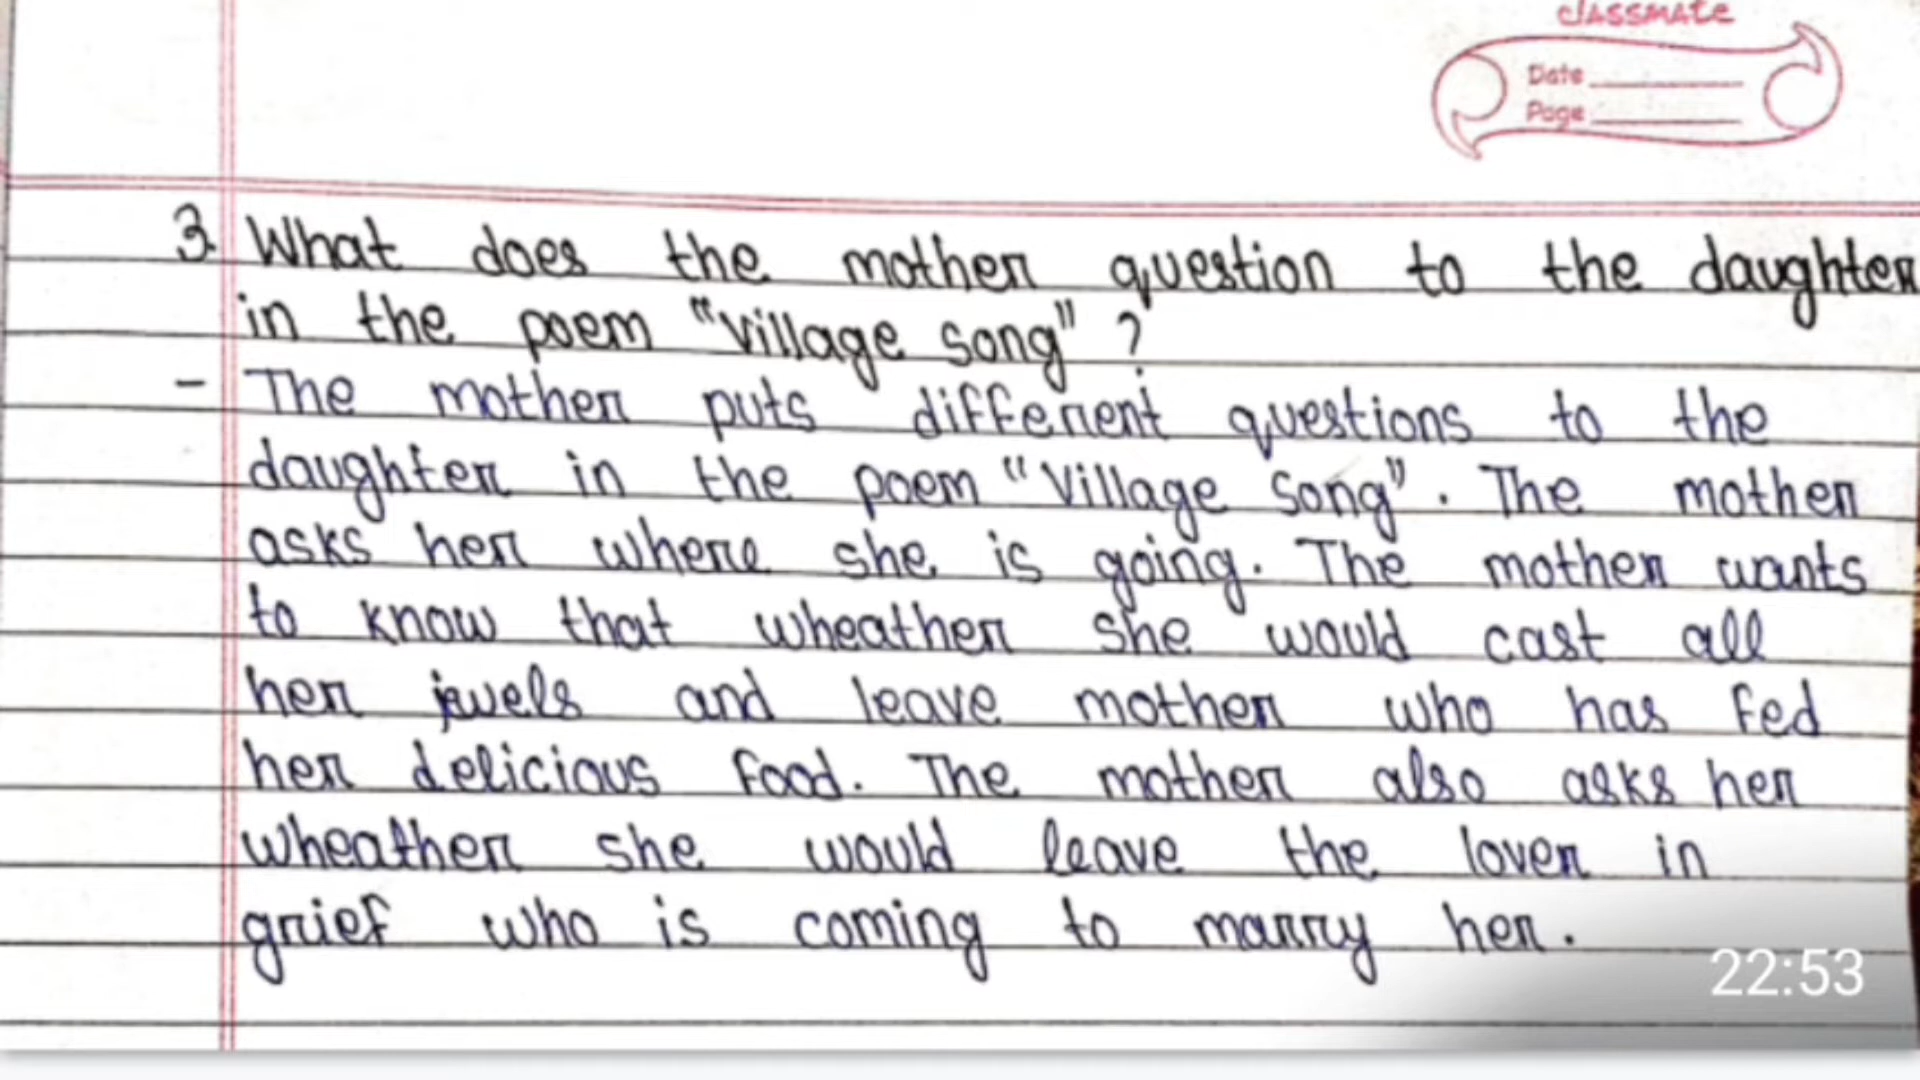 classmate
Date
Page
3. What does the mother question to the daughter
in the poem "Village song" ?
- The mother puts different questions to the
daughter in the poem "Village Song". The mother
asks her where she is going. The mother wants
to know that wheather she would cast all
her jewels and leave mother who has fed
her delicious food. The mother also asks her
wheather she would leave the lover in
grief who is coming to marry her.
22:53